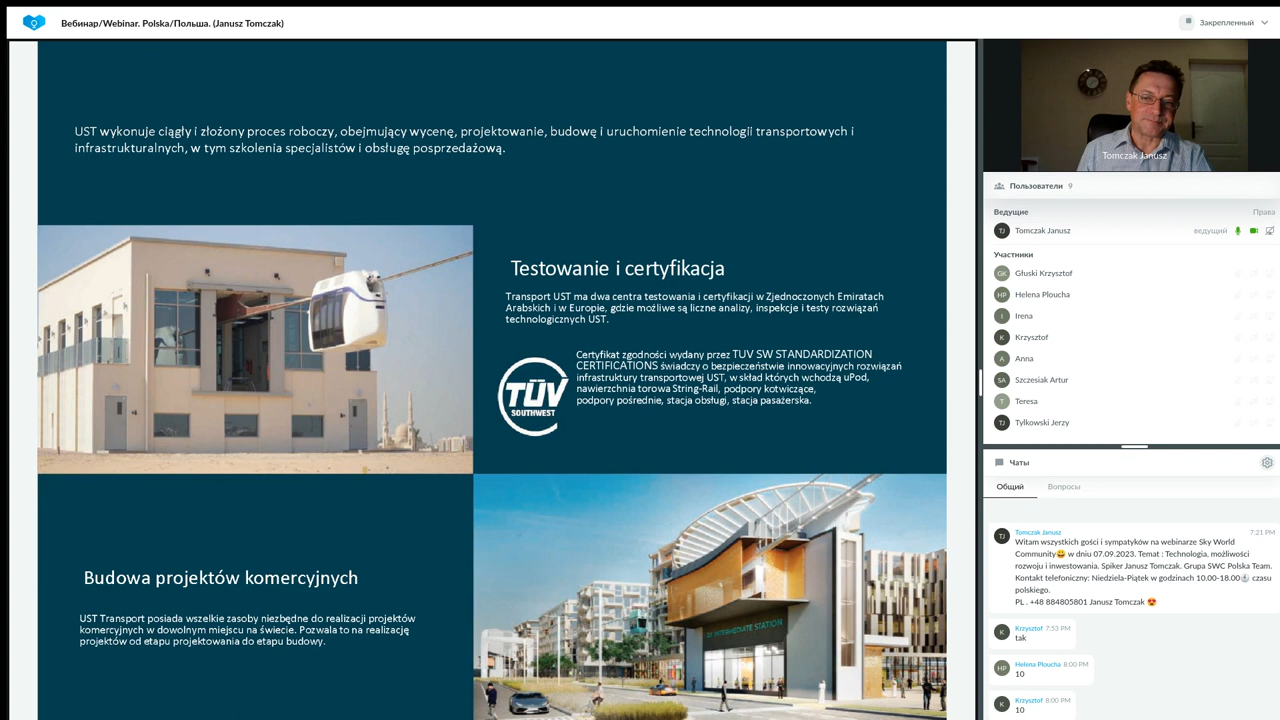 Вебинар/Webinar. Polska/Польша. (Janusz Tomczak)
Закрепленный
UST wykonuje ciągły i złożony proces roboczy, obejmujący wycenę, projektowanie, budowę i uruchomienie technologii transportowych i
infrastrukturalnych, w tym szkolenia specjalistów i obsługę posprzedażową.
Testowanie i certyfikacja
Transport UST ma dwa centra testowania i certyfikacji w Zjednoczonych Emiratach
Arabskich i w Europie, gdzie możliwe są liczne analizy, inspekcje i testy rozwiązań
technologicznych UST.
TÜV
SOUTHWEST
Certyfikat zgodności wydany przez TUV SW STANDARDIZATION
CERTIFICATIONS świadczy o bezpieczeństwie innowacyjnych rozwiązań
infrastruktury transportowej UST, w skład których wchodzą uPod,
nawierzchnia torowa String-Rail, podpory kotwiczące,
podpory pośrednie, stacja obsługi, stacja pasażerska.
Budowa projektów komercyjnych
UST Transport posiada wszelkie zasoby niezbędne do realizacji projektów
komercyjnych w dowolnym miejscu na świecie. Pozwala to na realizację
projektów od etapu projektowania do etapu budowy.
INTERMEDIATE STATION
Tomczak Janusz
Пользователи 9
Ведущие Права
TJ Tomczak Janusz ведущий
Участники
GK Głuski Krzysztof
HP Helena Ploucha
I Irena
K Krzysztof
A Anna
SA Szczesiak Artur
T Teresa
TJ Tylkowski Jerzy
Чаты
Общий Вопросы
TJ Tomczak Janusz 7:21 PM
Witam wszystkich gości i sympatyków na webinarze Sky World
Community😃 w dniu 07.09.2023. Temat : Technologia, możliwości
rozwoju i inwestowania. Spiker Janusz Tomczak. Grupa SWC Polska Team.
Kontakt telefoniczny: Niedziela-Piątek w godzinach 10.00-18.00 czasu
polskiego.
PL . +48 884805801 Janusz Tomczak 😍
K Krzysztof 7:53 PM
tak
HP Helena Ploucha 8:00 PM
10
K Krzysztof 8:00 PM
10